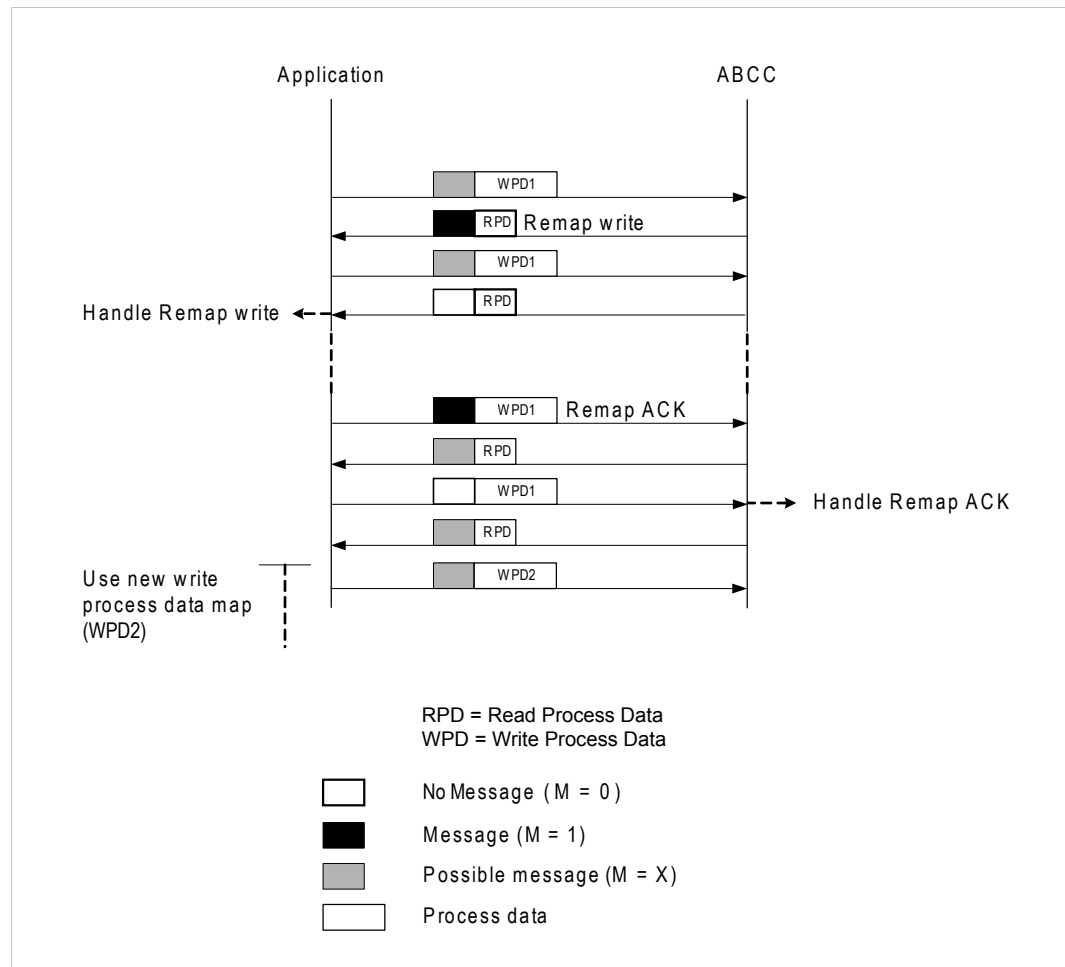 Application
ABCC
WPD1
RPD Remap write
WPD1
RPD
Handle Remap write
WPD1 Remap ACK
RPD
WPD1
Handle Remap ACK
RPD
WPD2
Use new write
process data map
(WPD2)
RPD = Read Process Data
WPD = Write Process Data
No Message (M = 0)
Message (M = 1)
Possible message (M = X)
Process data